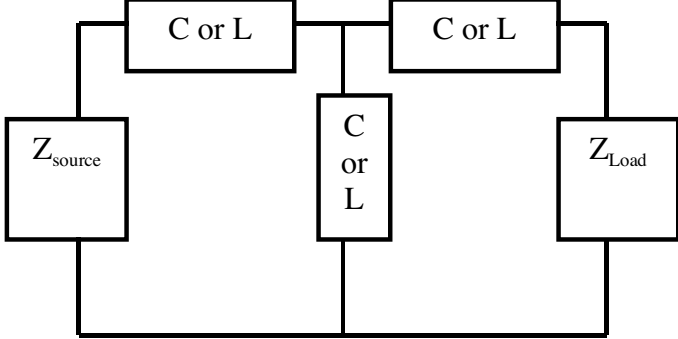 C or L
C or L
Z_source
C
or
L
Z_Load